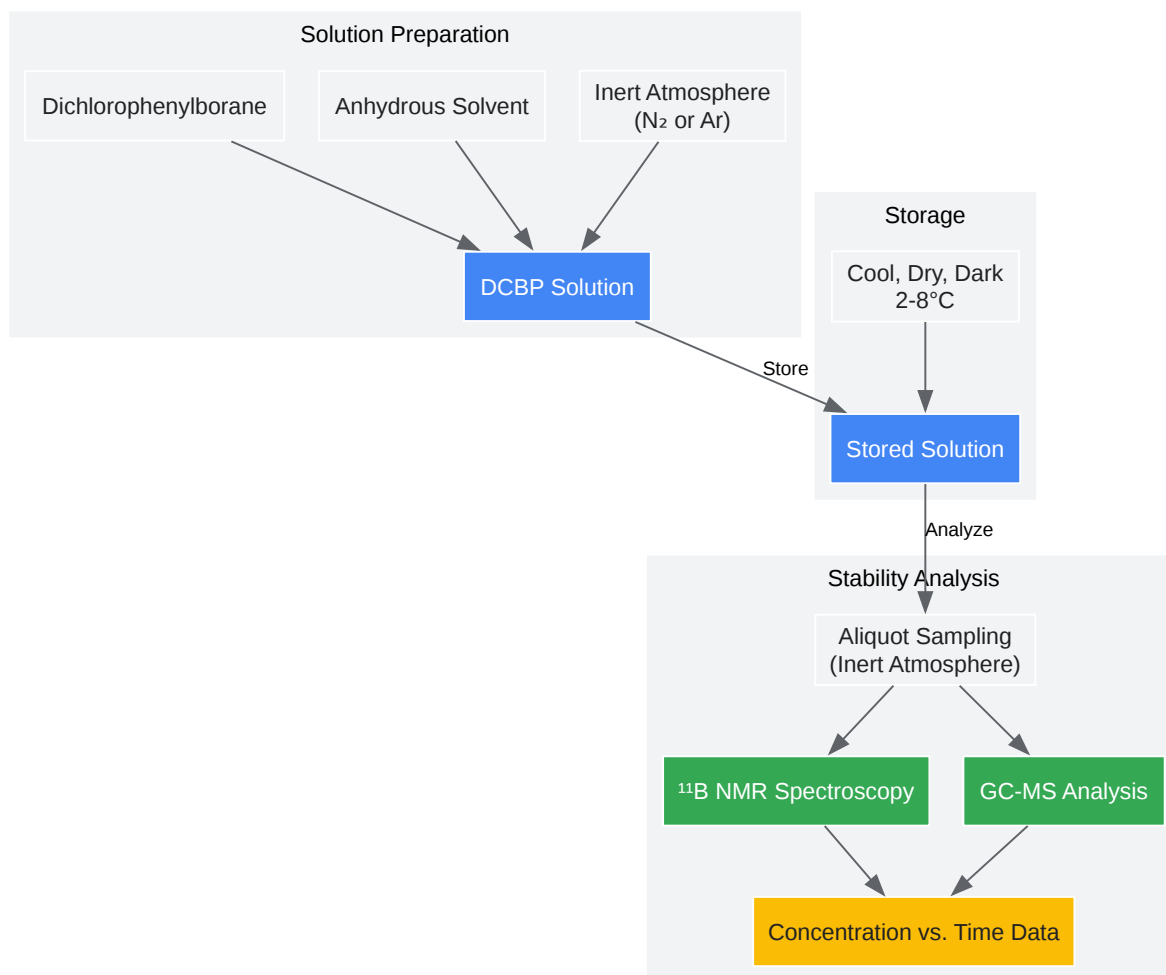 Solution Preparation
Dichlorophenylborane
Anhydrous Solvent
Inert Atmosphere
(N₂ or Ar)
DCBP Solution
Store
Storage
Cool, Dry, Dark
2-8°C
Stored Solution
Analyze
Stability Analysis
Aliquot Sampling
(Inert Atmosphere)
¹¹B NMR Spectroscopy
GC-MS Analysis
Concentration vs. Time Data